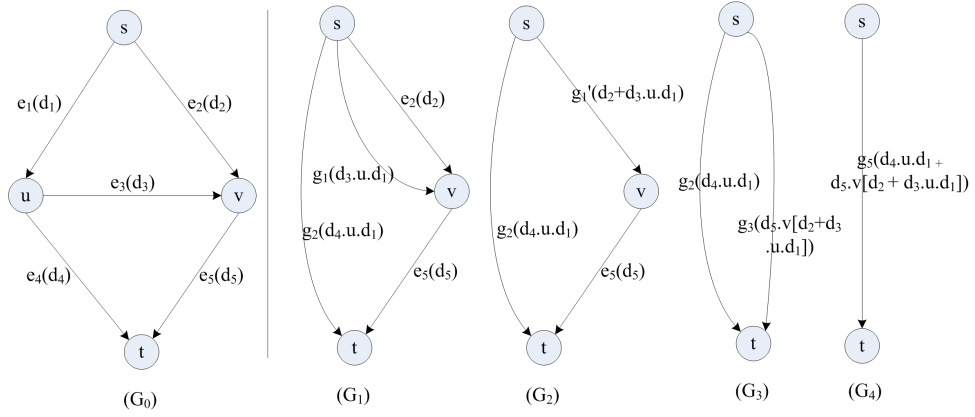 s
e1(d1)
e2(d2)
u
e3(d3)
v
e4(d4)
e5(d5)
t
(G0)
s
e2(d2)
g1(d3.u.d1)
v
g2(d4.u.d1)
e5(d5)
t
(G1)
s
g1'(d2+d3.u.d1)
v
g2(d4.u.d1)
e5(d5)
t
(G2)
s
g2(d4.u.d1)
g3(d5.v[d2+d3
.u.d1])
t
(G3)
s
g5(d4.u.d1 +
d5.v[d2 + d3.u.d1])
t
(G4)